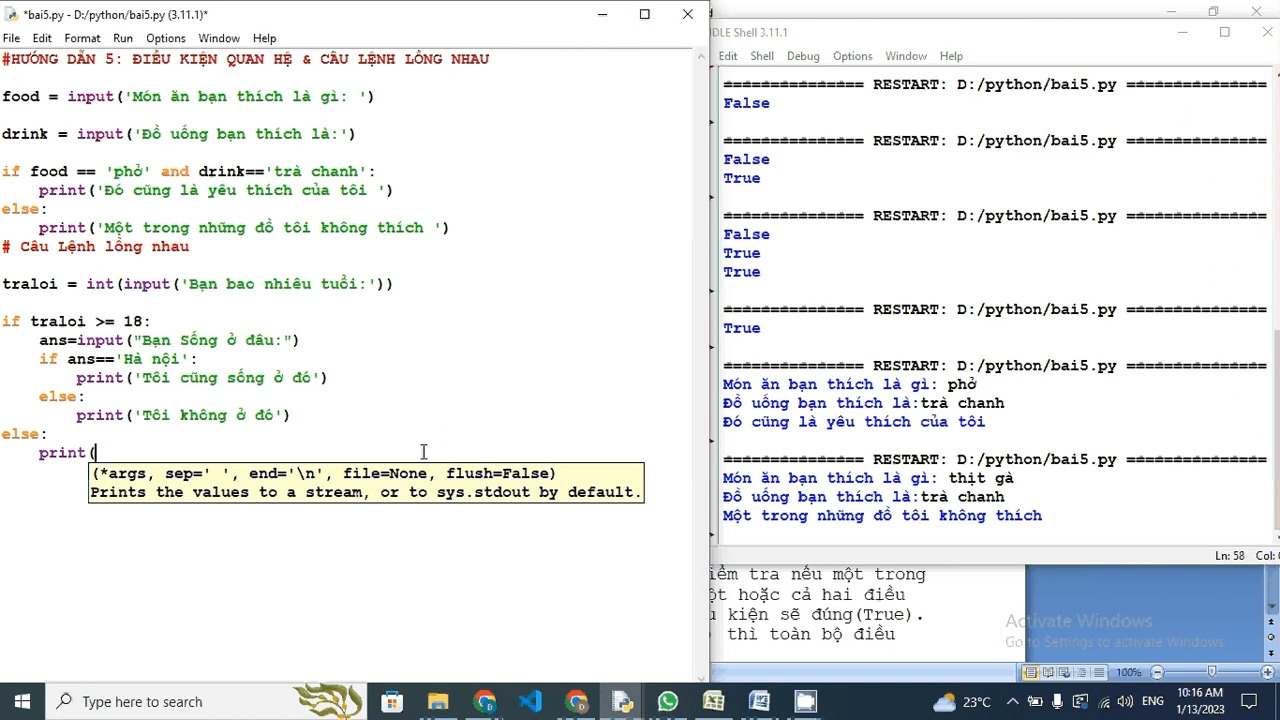 *bai5.py - D:/python/bai5.py (3.11.1)*
File Edit Format Run Options Window Help
#HƯỚNG DẪN 5: ĐIỀU KIỆN QUAN HỆ & CÂU LỆNH LỒNG NHAU
food = input('Món ăn bạn thích là gì: ')
drink = input('Đồ uống bạn thích là:')
if food == 'phở' and drink=='trà chanh':
print('Đó cũng là yêu thích của tôi ')
else:
print('Một trong những đồ tôi không thích ')
# Câu Lệnh lồng nhau
traloi = int(input('Bạn bao nhiêu tuổi:'))
if traloi >= 18:
ans=input("Bạn Sống ở đâu:")
if ans=='Hà nội':
print('Tôi cũng sống ở đó')
else:
print('Tôi không ở đó')
else:
print(
(*args, sep=' ', end='\n', file=None, flush=False)
Prints the values to a stream, or to sys.stdout by default.
DLE Shell 3.11.1
Edit Shell Debug Options Window Help
=============== RESTART: D:/python/bai5.py ===============
False
=============== RESTART: D:/python/bai5.py ===============
False
True
=============== RESTART: D:/python/bai5.py ===============
False
True
True
=============== RESTART: D:/python/bai5.py ===============
True
=============== RESTART: D:/python/bai5.py ===============
Món ăn bạn thích là gì: phở
Đồ uống bạn thích là:trà chanh
Đó cũng là yêu thích của tôi
=============== RESTART: D:/python/bai5.py ===============
Món ăn bạn thích là gì: thịt gà
Đồ uống bạn thích là:trà chanh
Một trong những đồ tôi không thích
Ln: 58 Col:
tra nếu một trong
hoặc cả hai điều
kiện sẽ đúng(True).
thì toàn bộ điều
Activate Windows
Go to Settings to activate Windows.
100%
Type here to search
23°C
ENG
10:16 AM
1/13/2023